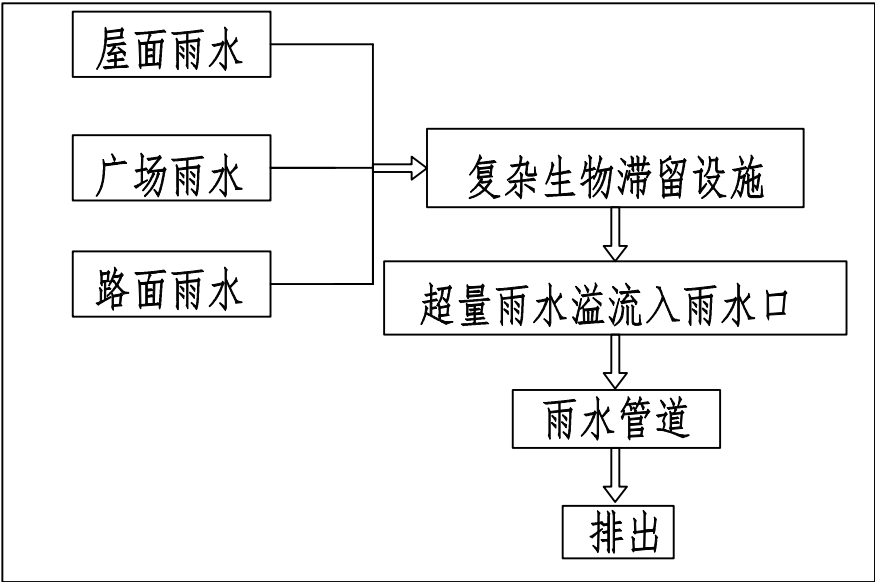 屋面雨水
广场雨水
路面雨水
复杂生物滞留设施
超量雨水溢流入雨水口
雨水管道
排出